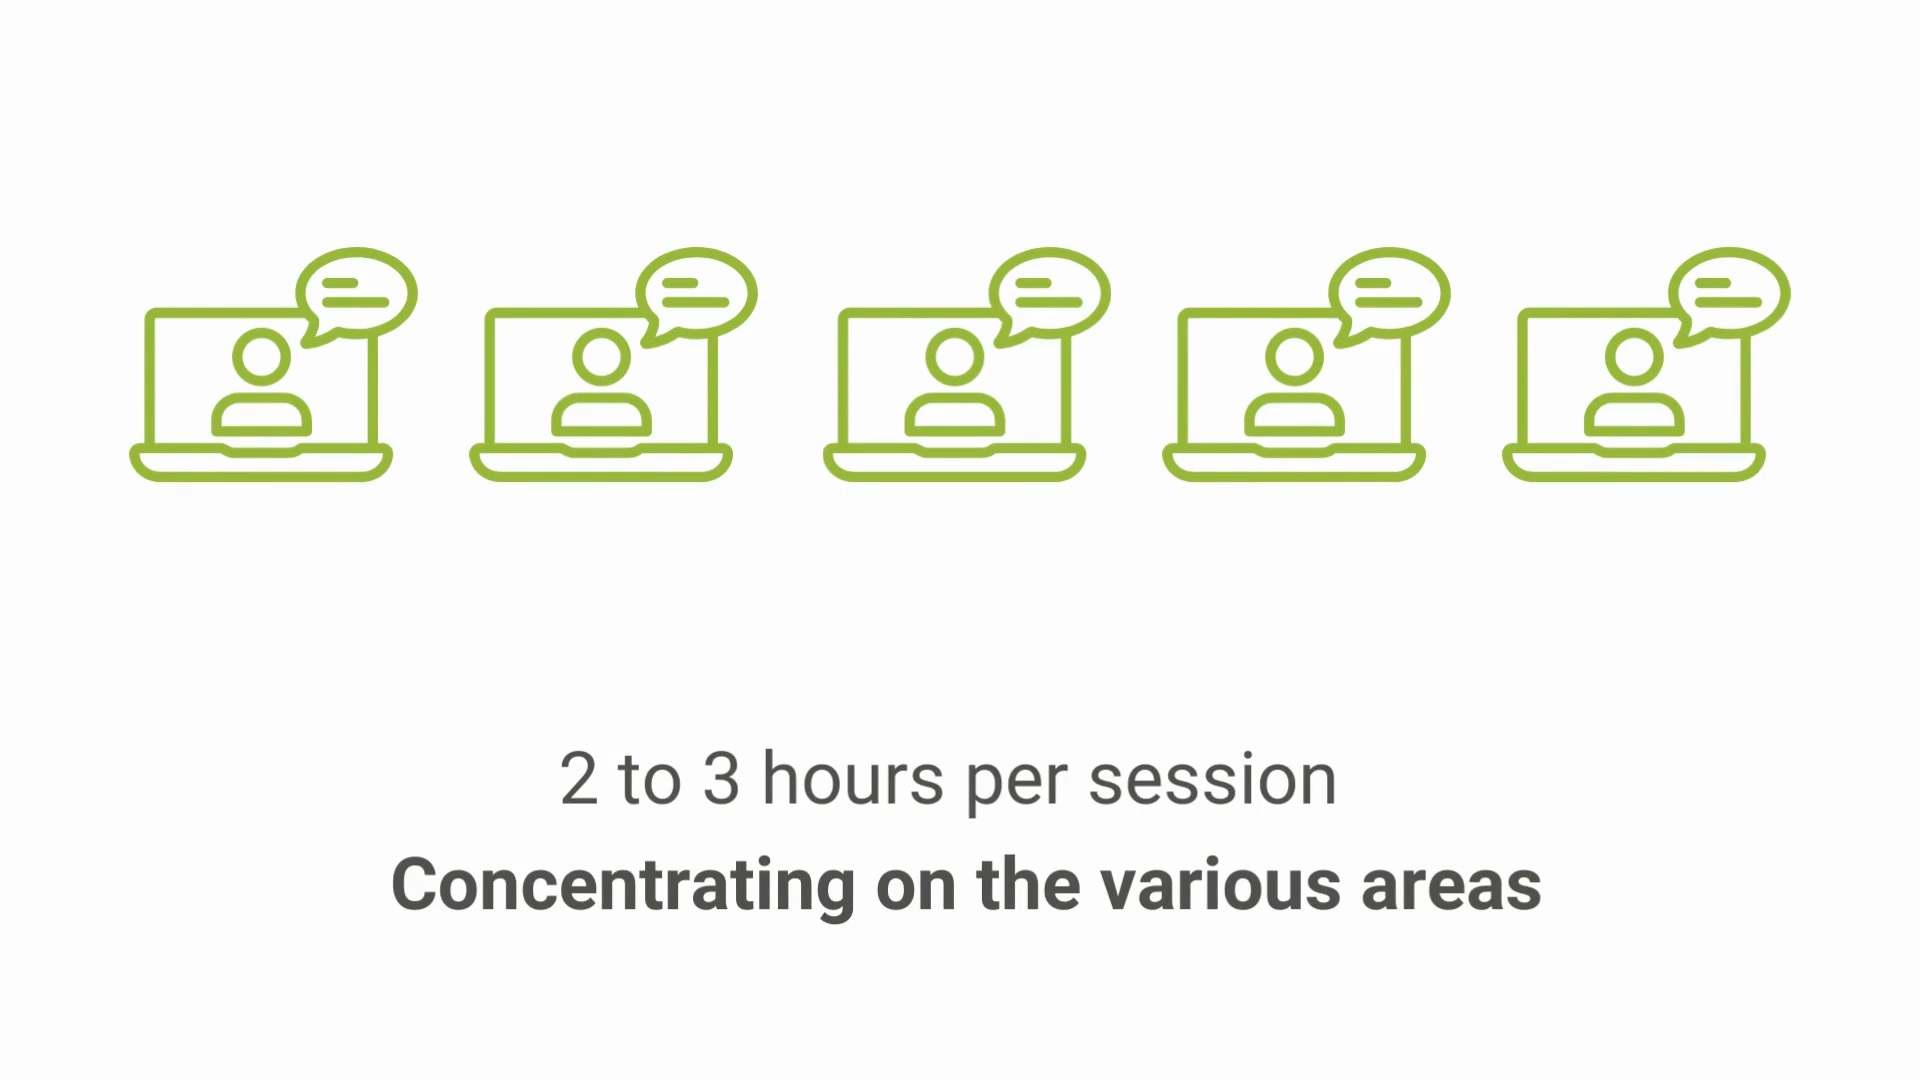 2 to 3 hours per session
Concentrating on the various areas